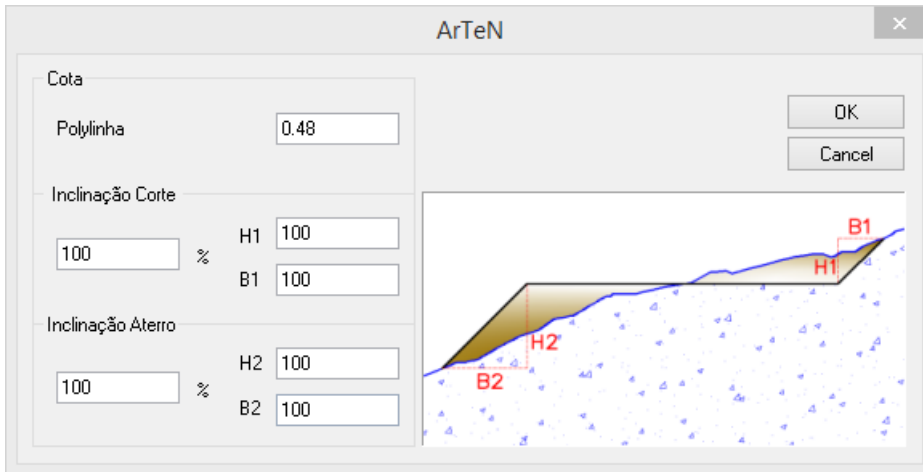 ArTeN
Cota
Polylinha 0.48
OK
Cancel
Inclinação Corte
100 %
H1 100
B1 100
Inclinação Aterro
100 %
H2 100
B2 100
B1
H1
H2
B2